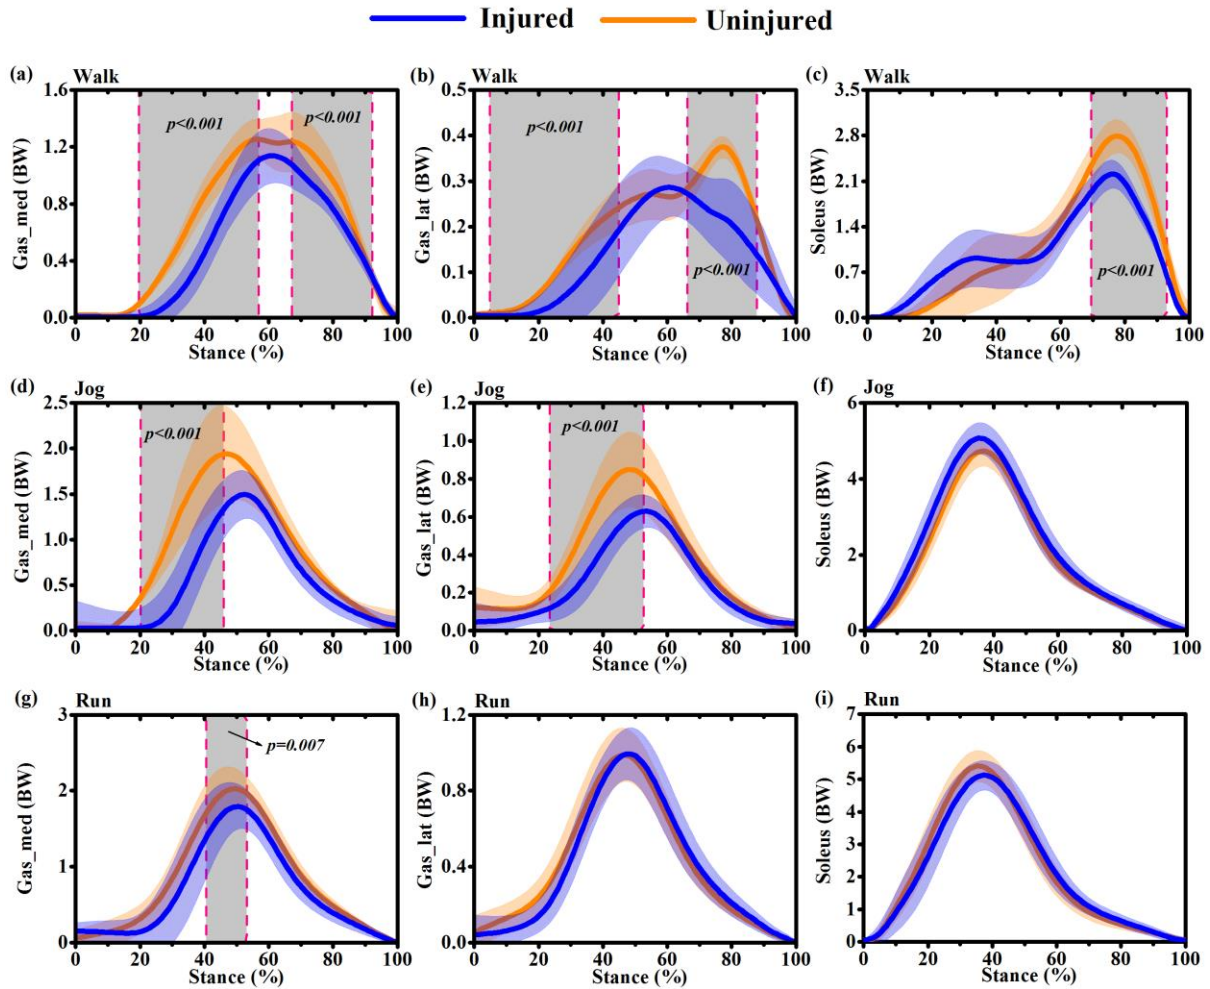 Injured Uninjured
(a) Walk
1.6
1.2
0.8
0.4
0.0
Gas_med (BW)
p<0.001
p<0.001
0 20 40 60 80 100
Stance (%)
(b) Walk
0.5
0.4
0.3
0.2
0.1
0.0
Gas_lat (BW)
p<0.001
p<0.001
0 20 40 60 80 100
Stance (%)
(c) Walk
3.5
2.8
2.1
1.4
0.7
0.0
Soleus (BW)
p<0.001
0 20 40 60 80 100
Stance (%)
(d) Jog
2.5
2.0
1.5
1.0
0.5
0.0
Gas_med (BW)
p<0.001
0 20 40 60 80 100
Stance (%)
(e) Jog
1.2
1.0
0.8
0.6
0.4
0.2
0.0
Gas_lat (BW)
p<0.001
0 20 40 60 80 100
Stance (%)
(f) Jog
6
4
2
0
Soleus (BW)
0 20 40 60 80 100
Stance (%)
(g) Run
3
2
1
0
Gas_med (BW)
p=0.007
0 20 40 60 80 100
Stance (%)
(h) Run
1.2
0.8
0.4
0.0
Gas_lat (BW)
0 20 40 60 80 100
Stance (%)
(i) Run
7
6
5
4
3
2
1
0
Soleus (BW)
0 20 40 60 80 100
Stance (%)